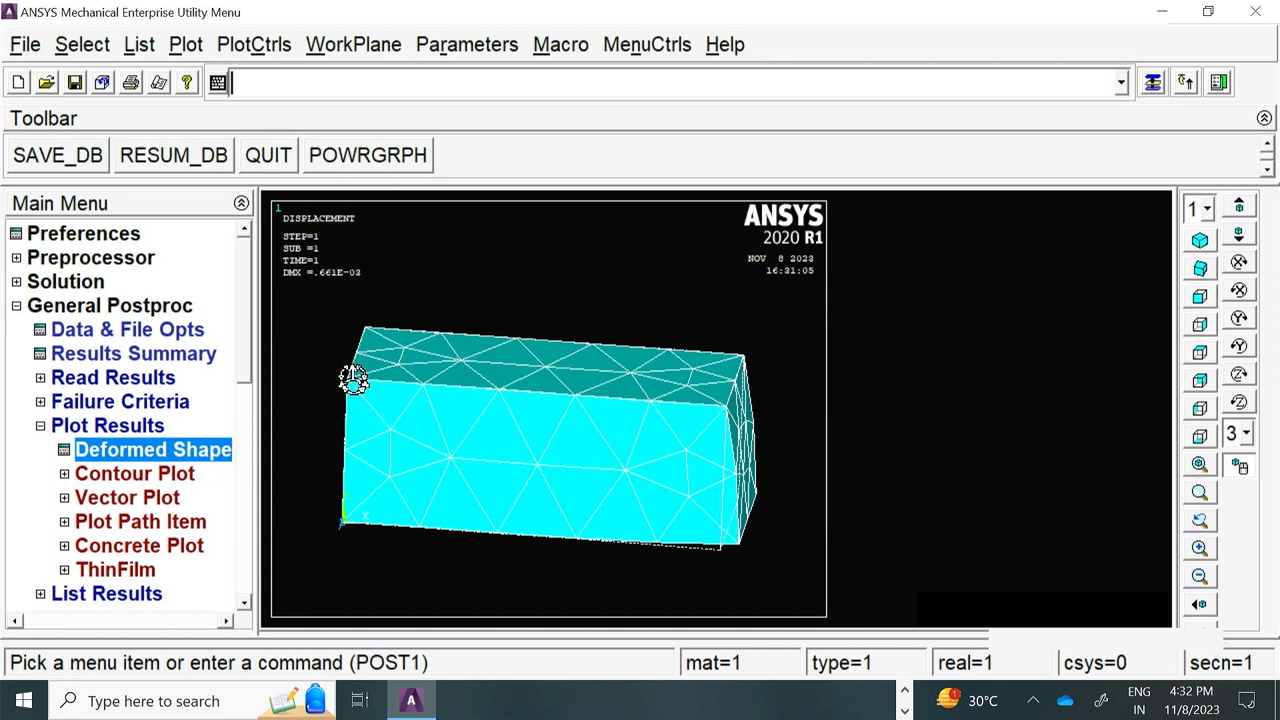 ANSYS Mechanical Enterprise Utility Menu
File Select List Plot PlotCtrls WorkPlane Parameters Macro MenuCtrls Help
Toolbar
SAVE_DB RESUM_DB QUIT POWRGRPH
Main Menu
Preferences
Preprocessor
Solution
General Postproc
Data & File Opts
Results Summary
Read Results
Failure Criteria
Plot Results
Deformed Shape
Contour Plot
Vector Plot
Plot Path Item
Concrete Plot
ThinFilm
List Results
1
DISPLACEMENT
STEP=1
SUB =1
TIME=1
DMX =.661E-03
ANSYS
2020 R1
NOV 8 2023
16:31:05
X
1
3
Pick a menu item or enter a command (POST1) mat=1 type=1 real=1 csys=0 secn=1
Type here to search
1
30°C
ENG
IN
4:32 PM
11/8/2023